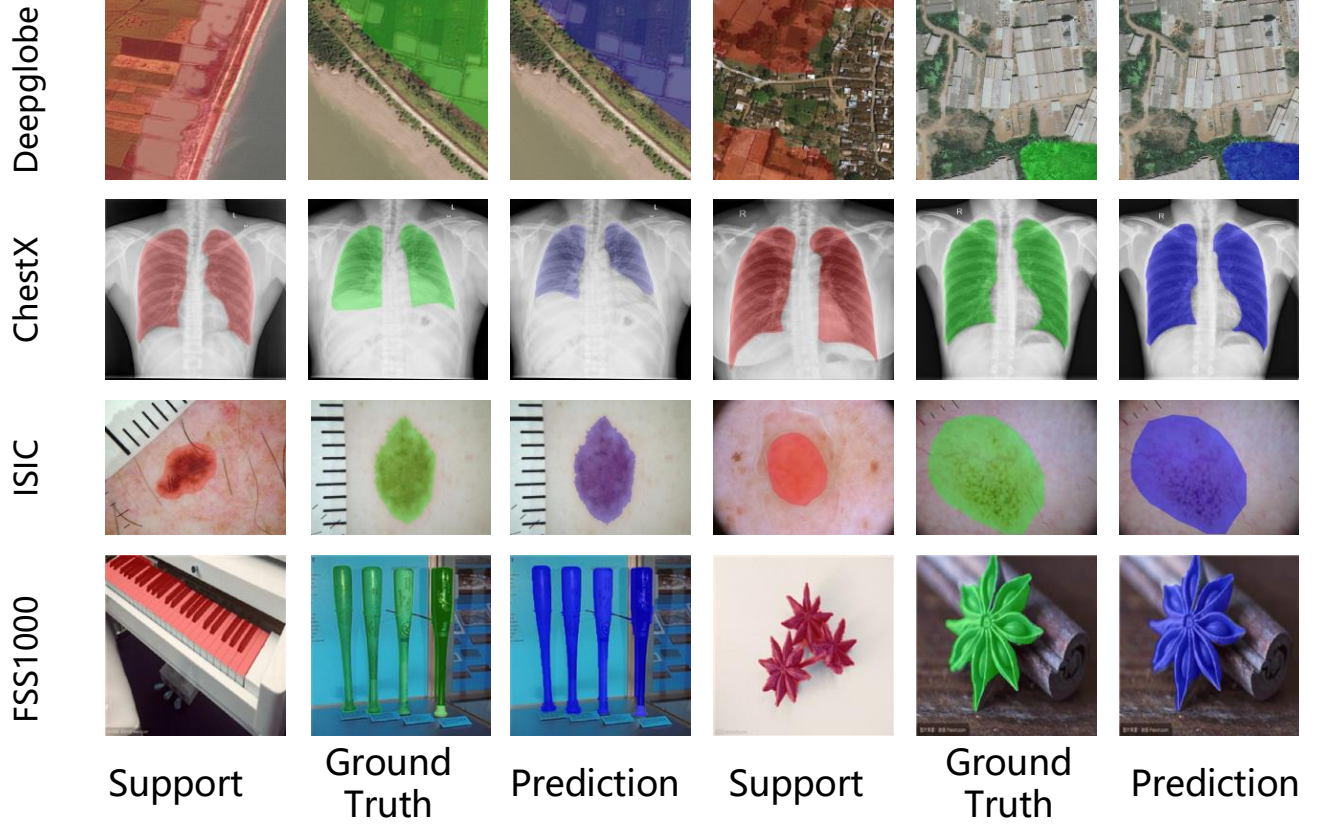 Deepglobe
L
R
R
R
ChestX
L
L
ISIC
FSS1000
Support
Ground
Truth
Prediction
Support
Ground
Truth
Prediction